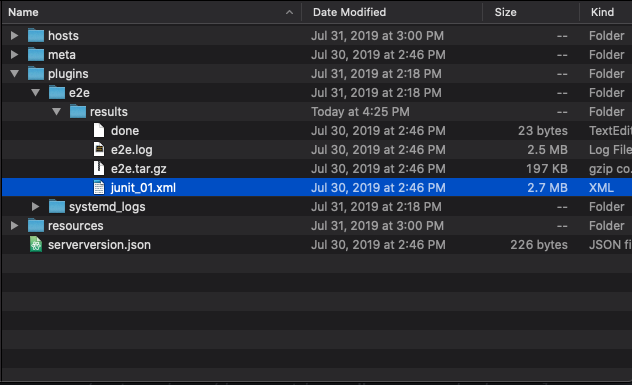 Name Date Modified Size Kind
hosts Jul 31, 2019 at 3:00 PM -- Folder
meta Jul 30, 2019 at 2:46 PM -- Folder
plugins Jul 31, 2019 at 2:18 PM -- Folder
e2e Jul 31, 2019 at 2:18 PM -- Folder
results Today at 4:25 PM -- Folder
done Jul 30, 2019 at 2:46 PM 23 bytes TextEdit
e2e.log Jul 30, 2019 at 2:46 PM 2.5 MB Log File
e2e.tar.gz Jul 30, 2019 at 2:46 PM 197 KB gzip co.
junit_01.xml Jul 30, 2019 at 2:46 PM 2.7 MB XML
systemd_logs Jul 31, 2019 at 2:18 PM -- Folder
resources Jul 31, 2019 at 3:00 PM -- Folder
serverversion.json Jul 30, 2019 at 2:46 PM 226 bytes JSON fi